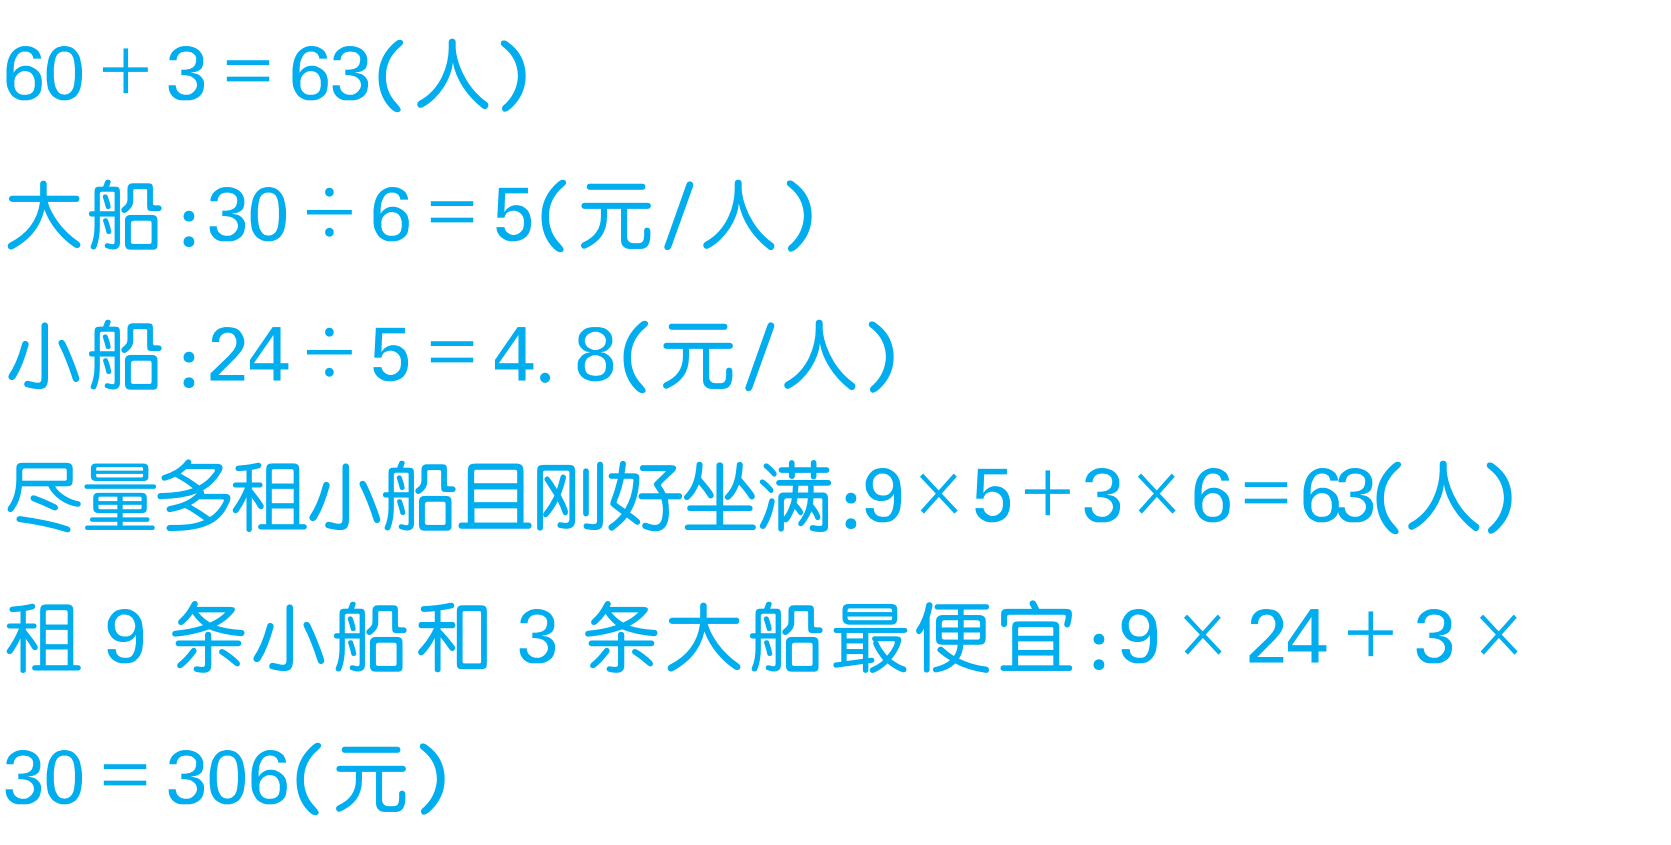 60＋3＝63(人)
大船:30÷6＝5(元/人)
小船:24÷5＝4.8(元/人)
尽量多租小船且刚好坐满:9×5＋3×6＝63(人)
租 9 条小船和 3 条大船最便宜:9×24＋3×
30＝306(元)